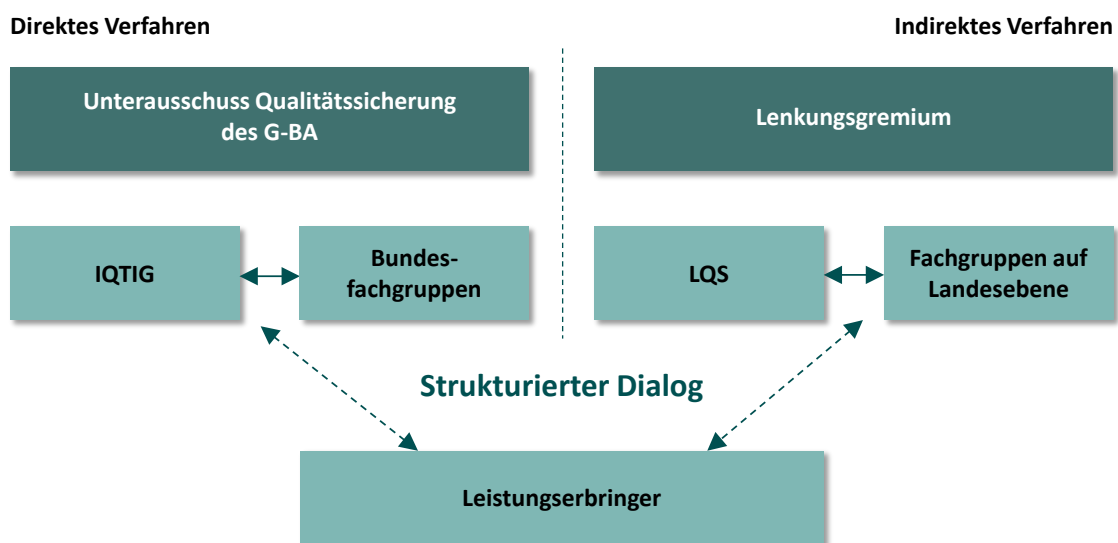 Direktes Verfahren
Indirektes Verfahren
Unterausschuss Qualitätssicherung
des G-BA
Lenkungsgremium
IQTIG
Bundes-
fachgruppen
LQS
Fachgruppen auf
Landesebene
Strukturierter Dialog
Leistungserbringer